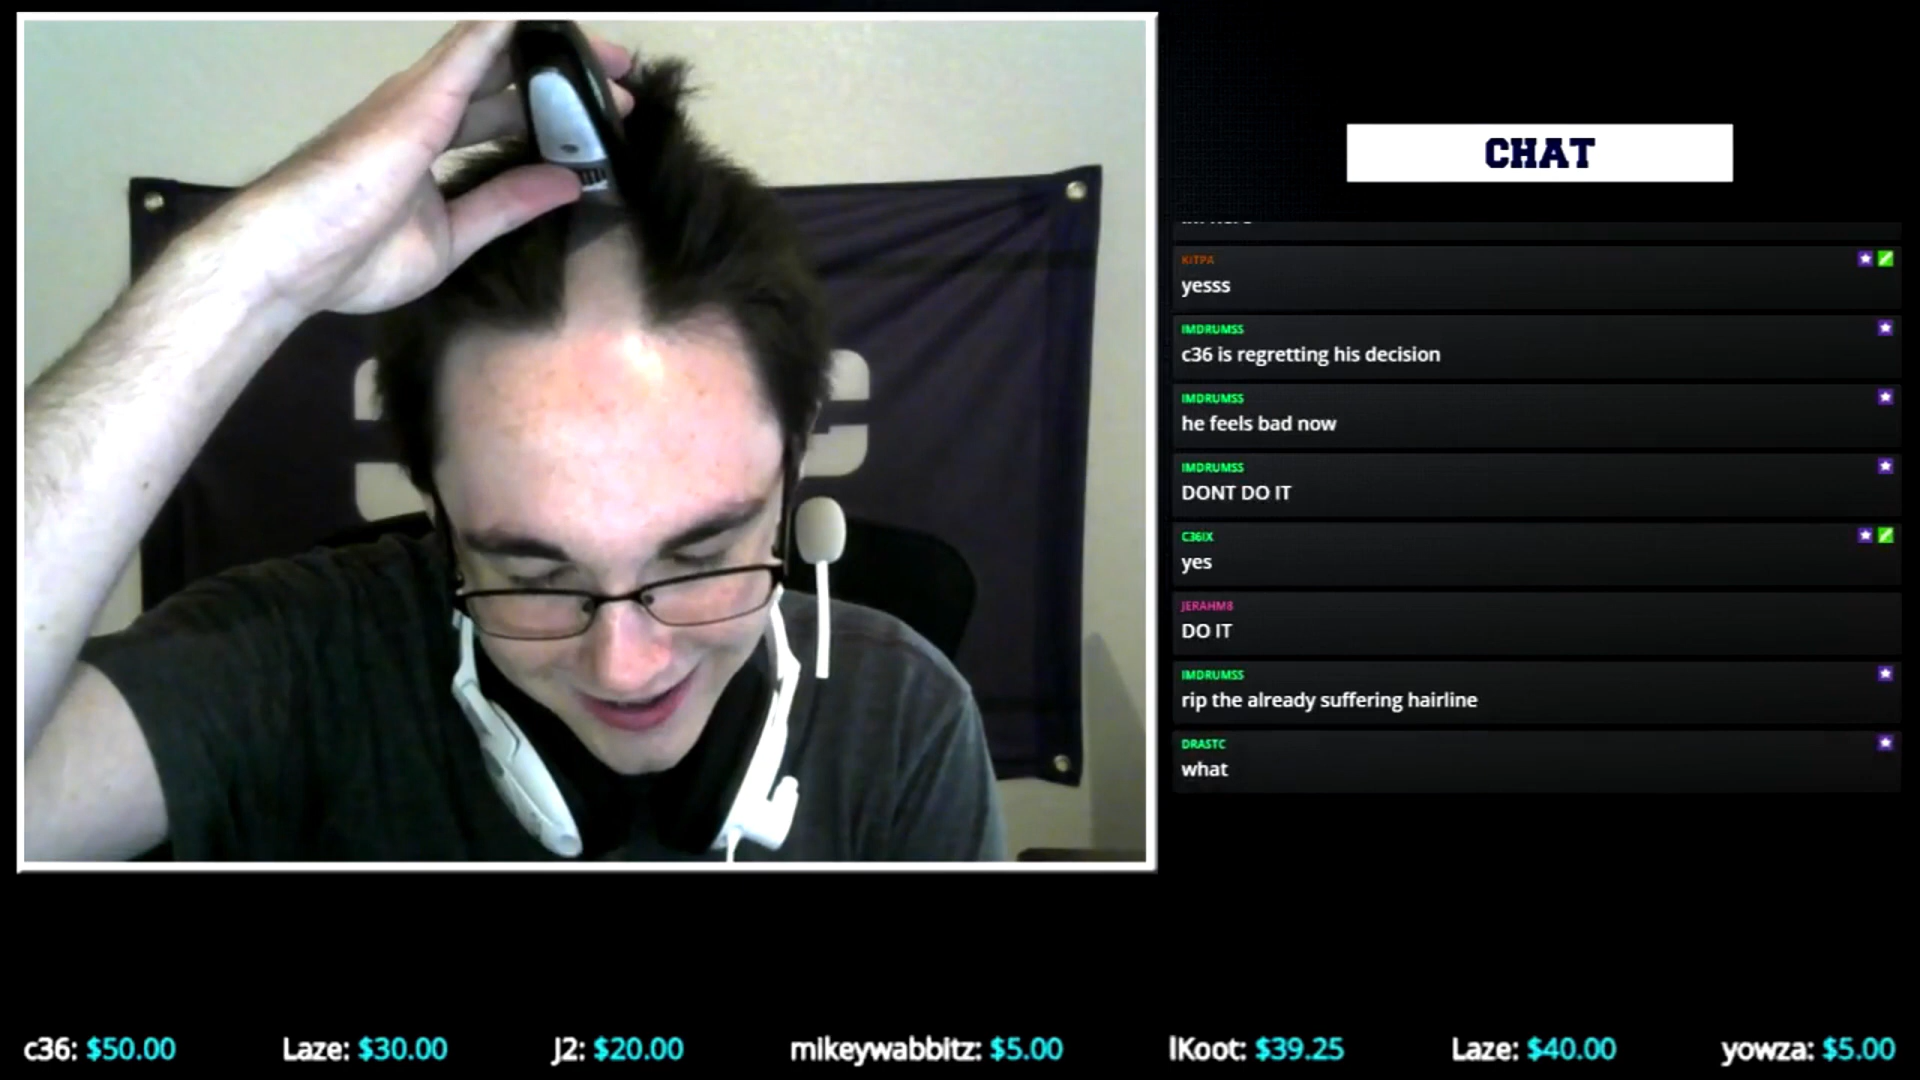 CHAT
KITPA
yesss
IMDRUMSS
c36 is regretting his decision
IMDRUMSS
he feels bad now
IMDRUMSS
DONT DO IT
C36IX
yes
JERAHM8
DO IT
IMDRUMSS
rip the already suffering hairline
DRASTC
what
c36: $50.00 Laze: $30.00 J2: $20.00 mikeywabbitz: $5.00 lKoot: $39.25 Laze: $40.00 yowza: $5.00